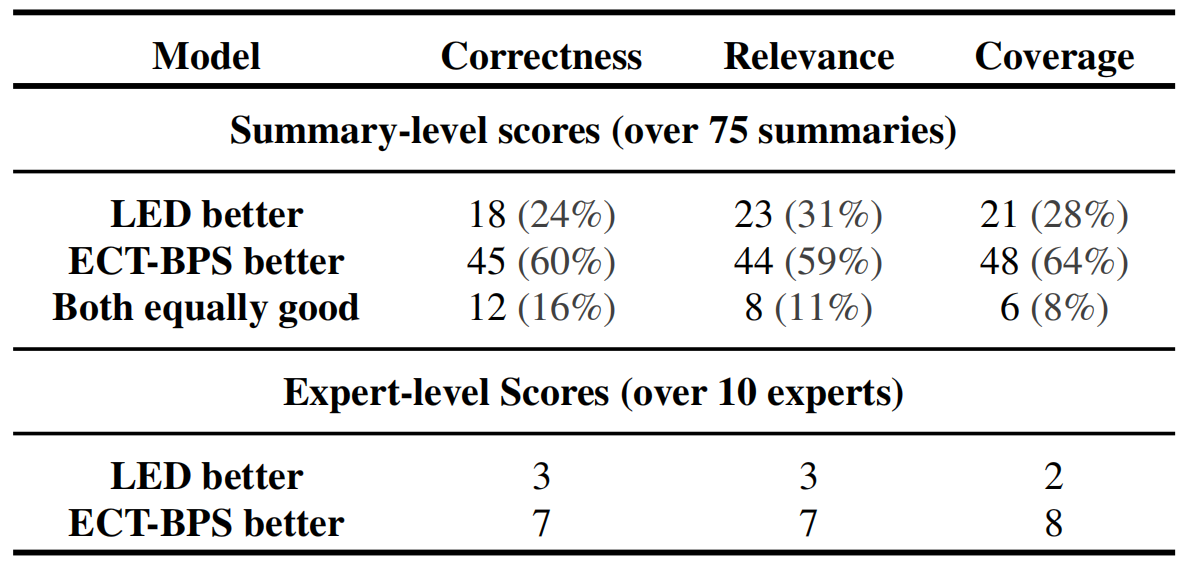 Model Correctness Relevance Coverage
Summary-level scores (over 75 summaries)
LED better 18 (24%) 23 (31%) 21 (28%)
ECT-BPS better 45 (60%) 44 (59%) 48 (64%)
Both equally good 12 (16%) 8 (11%) 6 (8%)
Expert-level Scores (over 10 experts)
LED better 3 3 2
ECT-BPS better 7 7 8